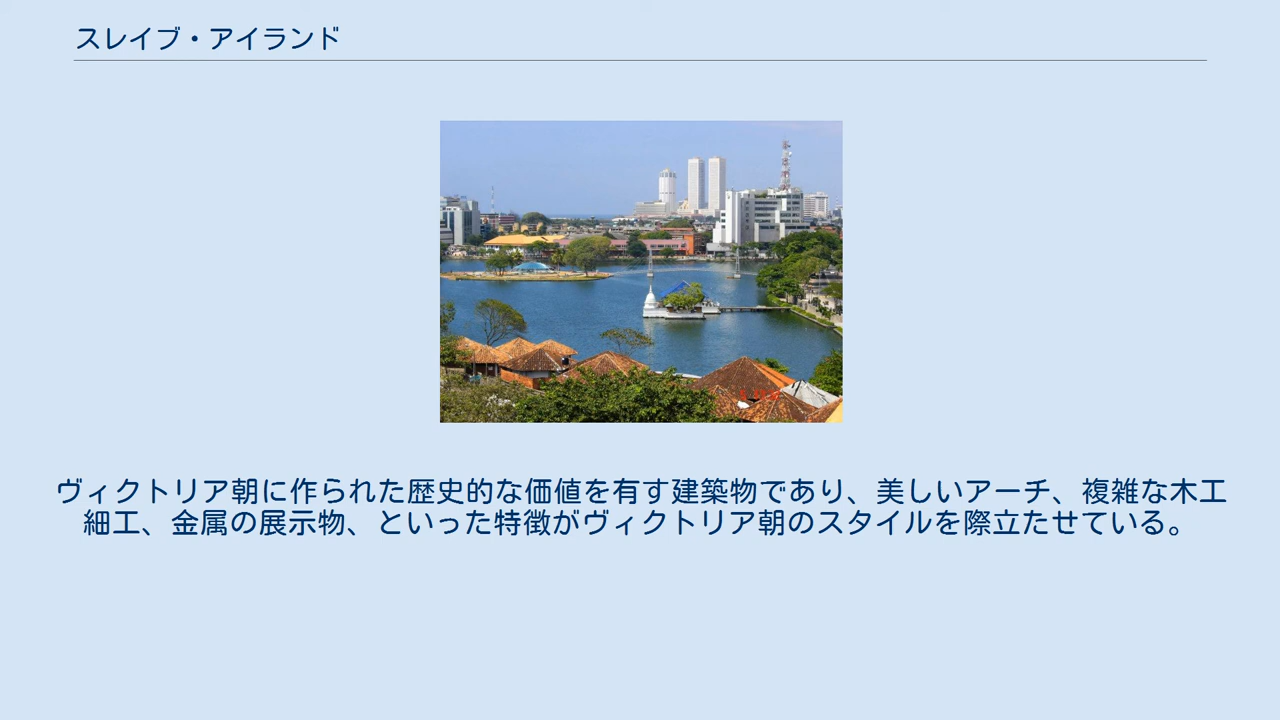 スレイブ・アイランド
ヴィクトリア朝に作られた歴史的な価値を有す建築物であり、美しいアーチ、複雑な木工
細工、金属の展示物、といった特徴がヴィクトリア朝のスタイルを際立たせている。